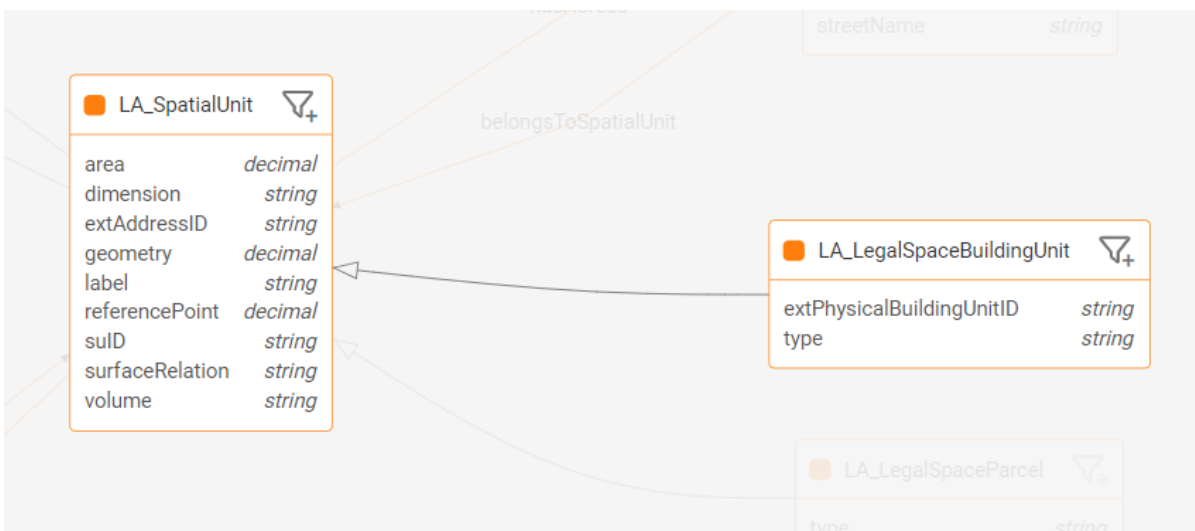 streetName string
LA_SpatialUnit
belongsToSpatialUnit
area decimal
dimension string
extAddressID string
geometry decimal
label string
referencePoint decimal
suID string
surfaceRelation string
volume string
LA_LegalSpaceBuildingUnit
extPhysicalBuildingUnitID string
type string
LA_LegalSpaceParcel
type string